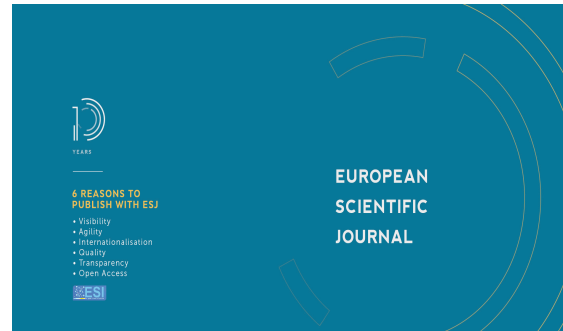 10
YEARS
6 REASONS TO
PUBLISH WITH ESJ
• Visibility
• Agility
• Internationalisation
• Quality
• Transparency
• Open Access
ESI
EUROPEAN
SCIENTIFIC
JOURNAL